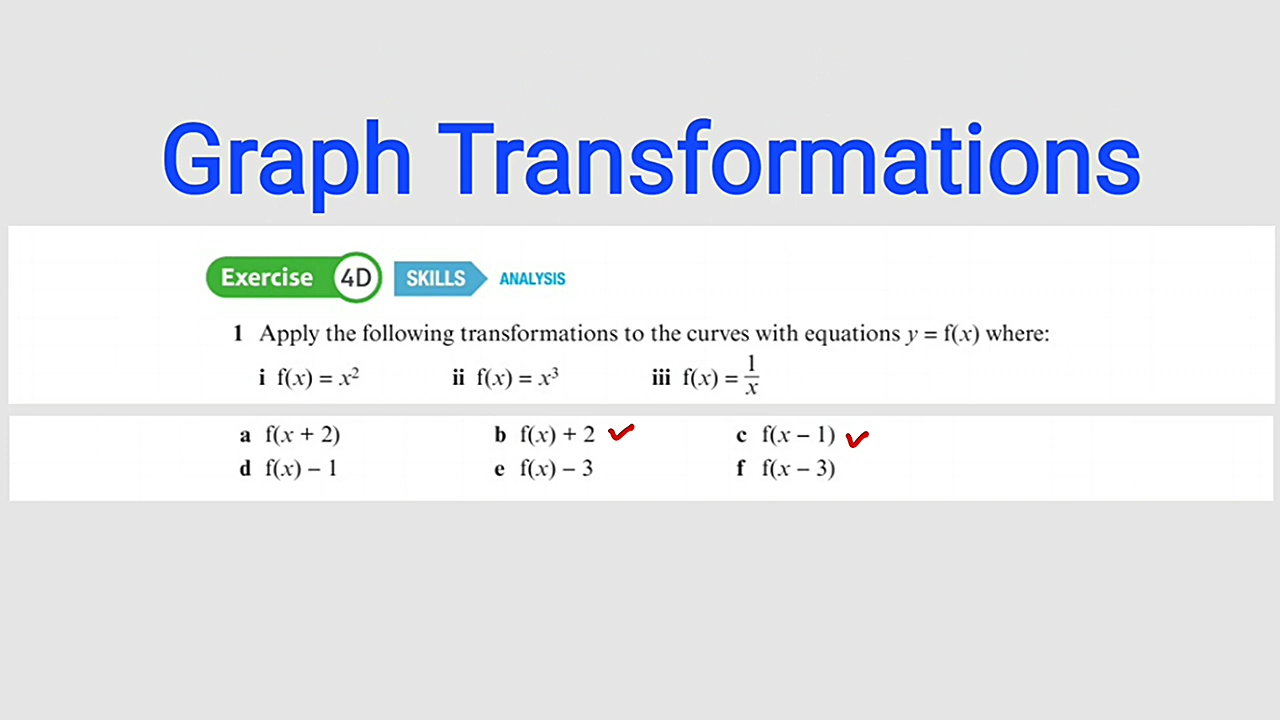 Graph Transformations
Exercise 4D SKILLS ANALYSIS
1 Apply the following transformations to the curves with equations y = f(x) where:
i f(x) = x² ii f(x) = x³ iii f(x) = 1/x
a f(x + 2) b f(x) + 2 ✓ c f(x − 1) ✓
d f(x) − 1 e f(x) − 3 f f(x − 3)